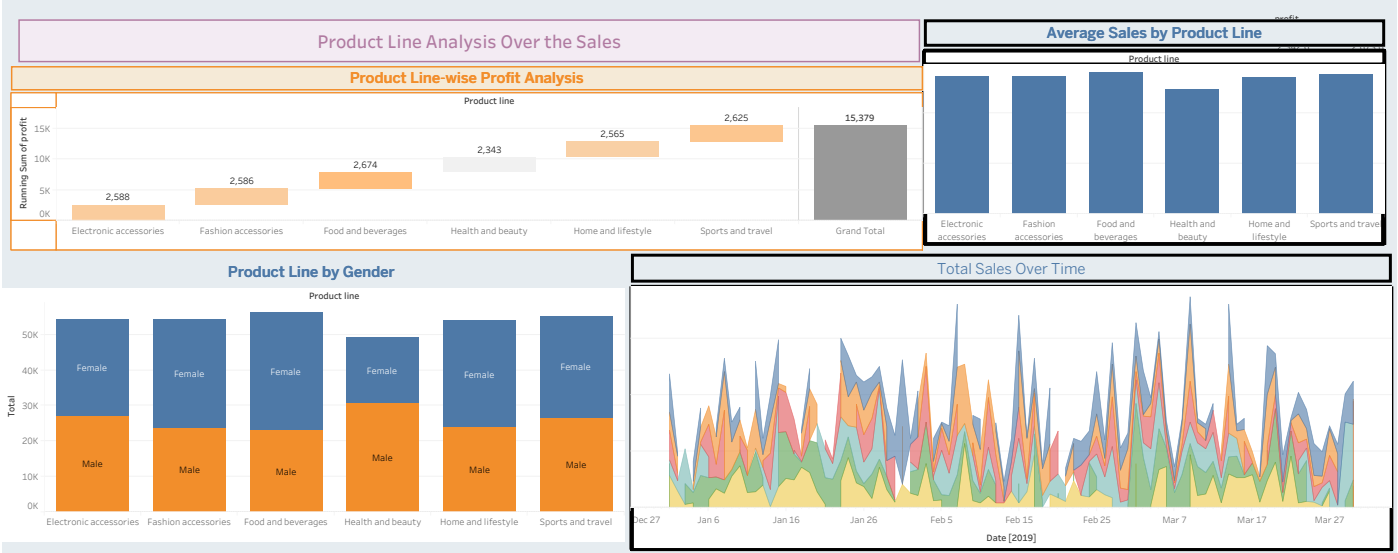 profit
Product Line Analysis Over the Sales
Average Sales by Product Line
Product Line-wise Profit Analysis
Product line
Running Sum of profit
15K
10K
5K
0K
2,588
2,586
2,674
2,343
2,565
2,625
15,379
Electronic accessories
Fashion accessories
Food and beverages
Health and beauty
Home and lifestyle
Sports and travel
Grand Total
Product line
Electronic
accessories
Fashion
accessories
Food and
beverages
Health and
beauty
Home and
lifestyle
Sports and travel
Product Line by Gender
Product line
Total
50K
40K
30K
20K
10K
0K
Female
Female
Female
Female
Female
Female
Male
Male
Male
Male
Male
Male
Electronic accessories
Fashion accessories
Food and beverages
Health and beauty
Home and lifestyle
Sports and travel
Total Sales Over Time
Dec 27
Jan 6
Jan 16
Jan 26
Feb 5
Feb 15
Feb 25
Mar 7
Mar 17
Mar 27
Date [2019]